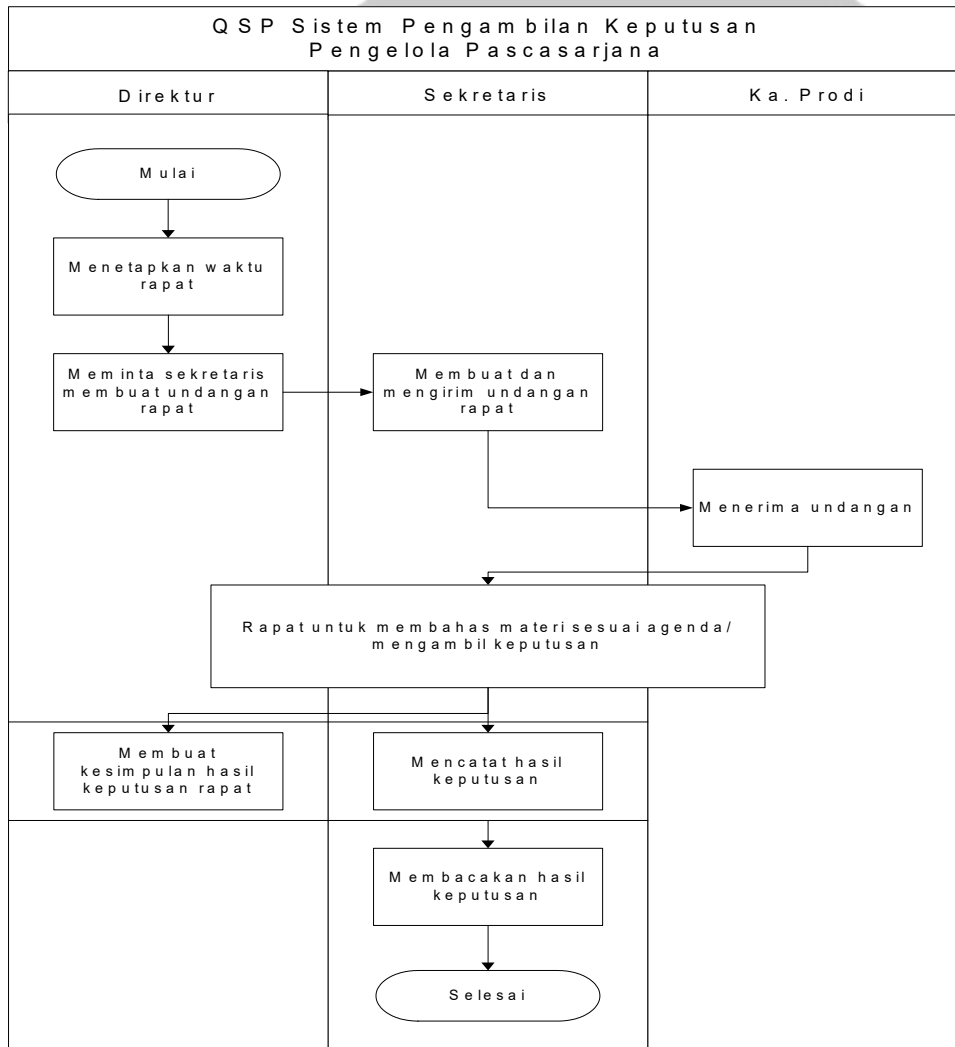 QSP Sistem Pengambilan Keputusan
Pengelola Pascasarjana
Direktur
Sekretaris
Ka. Prodi
Mulai
Menetapkan waktu
rapat
Meminta sekretaris
membuat undangan
rapat
Membuat dan
mengirim undangan
rapat
Menerima undangan
Rapat untuk membahas materi sesuai agenda/
mengambil keputusan
Membuat
kesimpulan hasil
keputusan rapat
Mencatat hasil
keputusan
Membacakan hasil
keputusan
Selesai